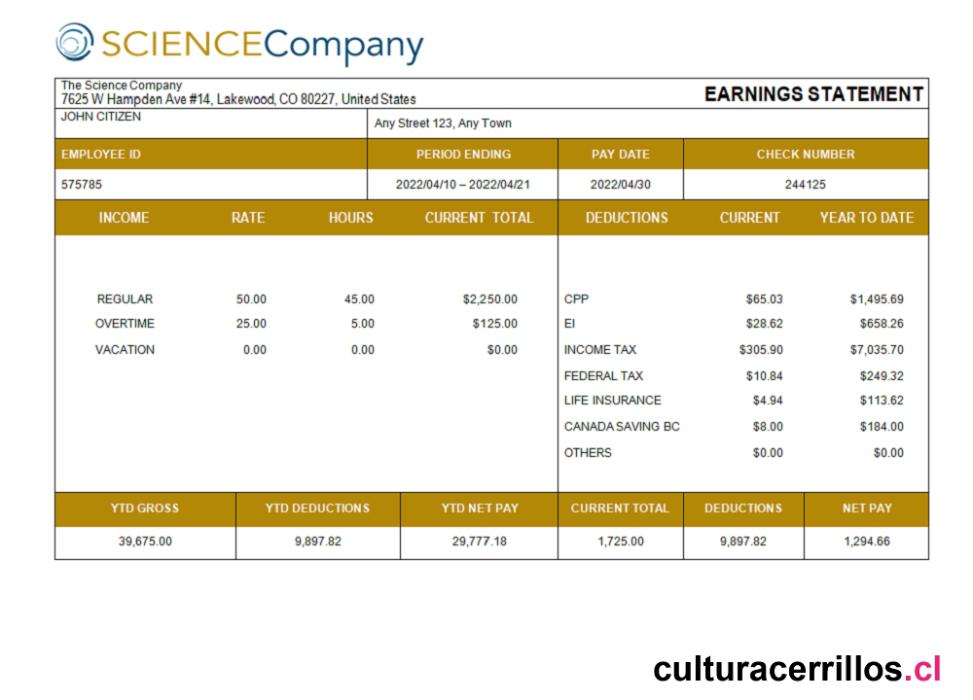 SCIENCECompany
The Science Company
7625 W Hampden Ave #14, Lakewood, CO 80227, United States
EARNINGS STATEMENT
JOHN CITIZEN
Any Street 123, Any Town
EMPLOYEE ID PERIOD ENDING PAY DATE CHECK NUMBER
575785 2022/04/10 – 2022/04/21 2022/04/30 244125
INCOME RATE HOURS CURRENT TOTAL DEDUCTIONS CURRENT YEAR TO DATE
REGULAR 50.00 45.00 $2,250.00 CPP $65.03 $1,495.69
OVERTIME 25.00 5.00 $125.00 EI $28.62 $658.26
VACATION 0.00 0.00 $0.00 INCOME TAX $305.90 $7,035.70
FEDERAL TAX $10.84 $249.32
LIFE INSURANCE $4.94 $113.62
CANADA SAVING BC $8.00 $184.00
OTHERS $0.00 $0.00
YTD GROSS YTD DEDUCTIONS YTD NET PAY CURRENT TOTAL DEDUCTIONS NET PAY
39,675.00 9,897.82 29,777.18 1,725.00 9,897.82 1,294.66
culturacerrillos.cl